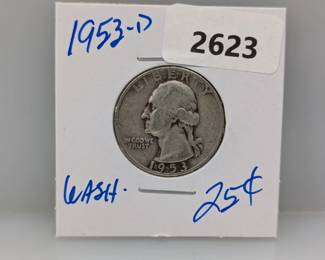 1953-D
2623
LIBERTY
IN GOD WE
TRUST
1953
WASH.
25¢